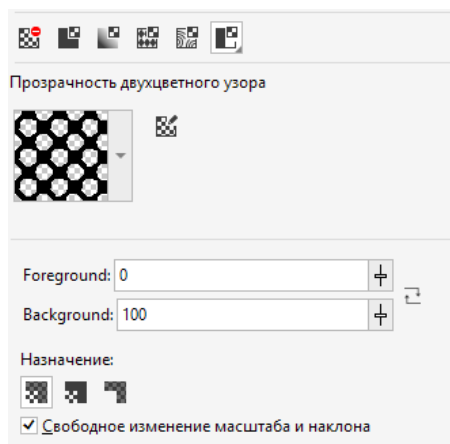 Прозрачность двухцветного узора
Foreground: 0
Background: 100
Назначение:
Свободное изменение масштаба и наклона